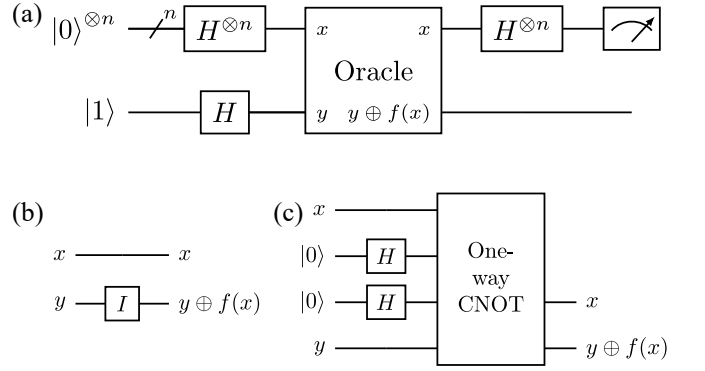 (a) |0⟩⊗n n H⊗n x x H⊗n
Oracle
|1⟩ H y y ⊕ f(x)
(b)
x x
y I y ⊕ f(x)
(c) x
|0⟩ H One-
way
|0⟩ H CNOT x
y y ⊕ f(x)